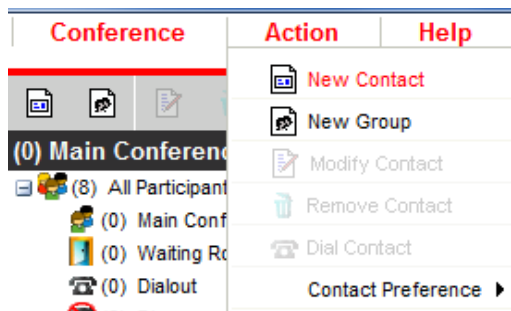 Conference Action Help
New Contact
New Group
(0) Main Conferen
Modify Contact
(8) All Participant
Remove Contact
(0) Main Conf
(0) Waiting Ro
Dial Contact
(0) Dialout
Contact Preference